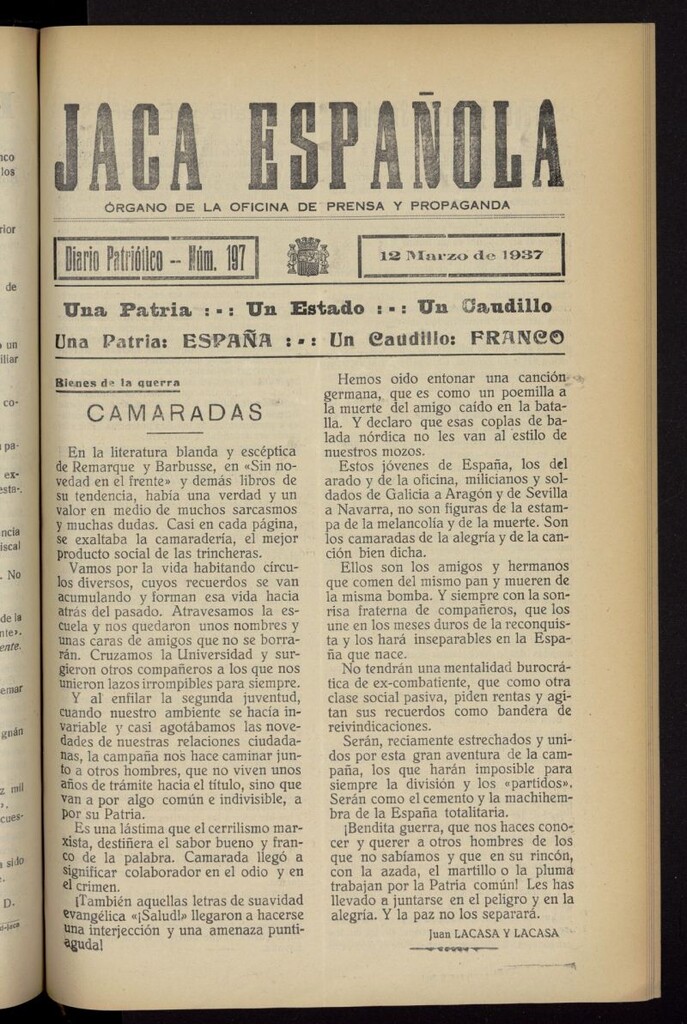 JACA ESPAÑOLA
ÓRGANO DE LA OFICINA DE PRENSA Y PROPAGANDA
Diario Patriótico -- Núm. 197
12 Marzo de 1937
Una Patria :-: Un Estado :-: Un Caudillo
Una Patria: ESPAÑA :-: Un Caudillo: FRANCO
Bienes de la guerra
CAMARADAS
En la literatura blanda y escéptica
de Remarque y Barbusse, en «Sin no-
vedad en el frente» y demás libros de
su tendencia, había una verdad y un
valor en medio de muchos sarcasmos
y muchas dudas. Casi en cada página,
se exaltaba la camaradería, el mejor
producto social de las trincheras.
Vamos por la vida habitando círcu-
los diversos, cuyos recuerdos se van
acumulando y forman esa vida hacia
atrás del pasado. Atravesamos la es-
cuela y nos quedaron unos nombres y
unas caras de amigos que no se borra-
rán. Cruzamos la Universidad y sur-
gieron otros compañeros a los que nos
unieron lazos irrompibles para siempre.
Y al enfilar la segunda juventud,
cuando nuestro ambiente se hacía in-
variable y casi agotábamos las nove-
dades de nuestras relaciones ciudada-
nas, la campaña nos hace caminar jun-
to a otros hombres, que no viven unos
años de trámite hacia el título, sino que
van a por algo común e indivisible, a
por su Patria.
Es una lástima que el cerrilismo mar-
xista, destiñera el sabor bueno y fran-
co de la palabra. Camarada llegó a
significar colaborador en el odio y en
el crimen.
¡También aquellas letras de suavidad
evangélica «¡Salud!» llegaron a hacerse
una interjección y una amenaza punti-
aguda!
Hemos oido entonar una canción
germana, que es como un poemilla a
la muerte del amigo caído en la bata-
lla. Y declaro que esas coplas de ba-
lada nórdica no les van al estilo de
nuestros mozos.
Estos jóvenes de España, los del
arado y de la oficina, milicianos y sol-
dados de Galicia a Aragón y de Sevilla
a Navarra, no son figuras de la estam-
pa de la melancolía y de la muerte. Son
los camaradas de la alegría y de la can-
ción bien dicha.
Ellos son los amigos y hermanos
que comen del mismo pan y mueren de
la misma bomba. Y siempre con la son-
risa fraterna de compañeros, que los
une en los meses duros de la reconquis-
ta y los hará inseparables en la Espa-
ña que nace.
No tendrán una mentalidad burocrá-
tica de ex-combatiente, que como otra
clase social pasiva, piden rentas y agi-
tan sus recuerdos como bandera de
reivindicaciones.
Serán, reciamente estrechados y uni-
dos por esta gran aventura de la cam-
paña, los que harán imposible para
siempre la división y los «partidos».
Serán como el cemento y la machihem-
bra de la España totalitaria.
¡Bendita guerra, que nos haces cono-
cer y querer a otros hombres de los
que no sabíamos y que en su rincón,
con la azada, el martillo o la pluma
trabajan por la Patria común! Les has
llevado a juntarse en el peligro y en la
alegría. Y la paz no los separará.
Juan LACASA Y LACASA